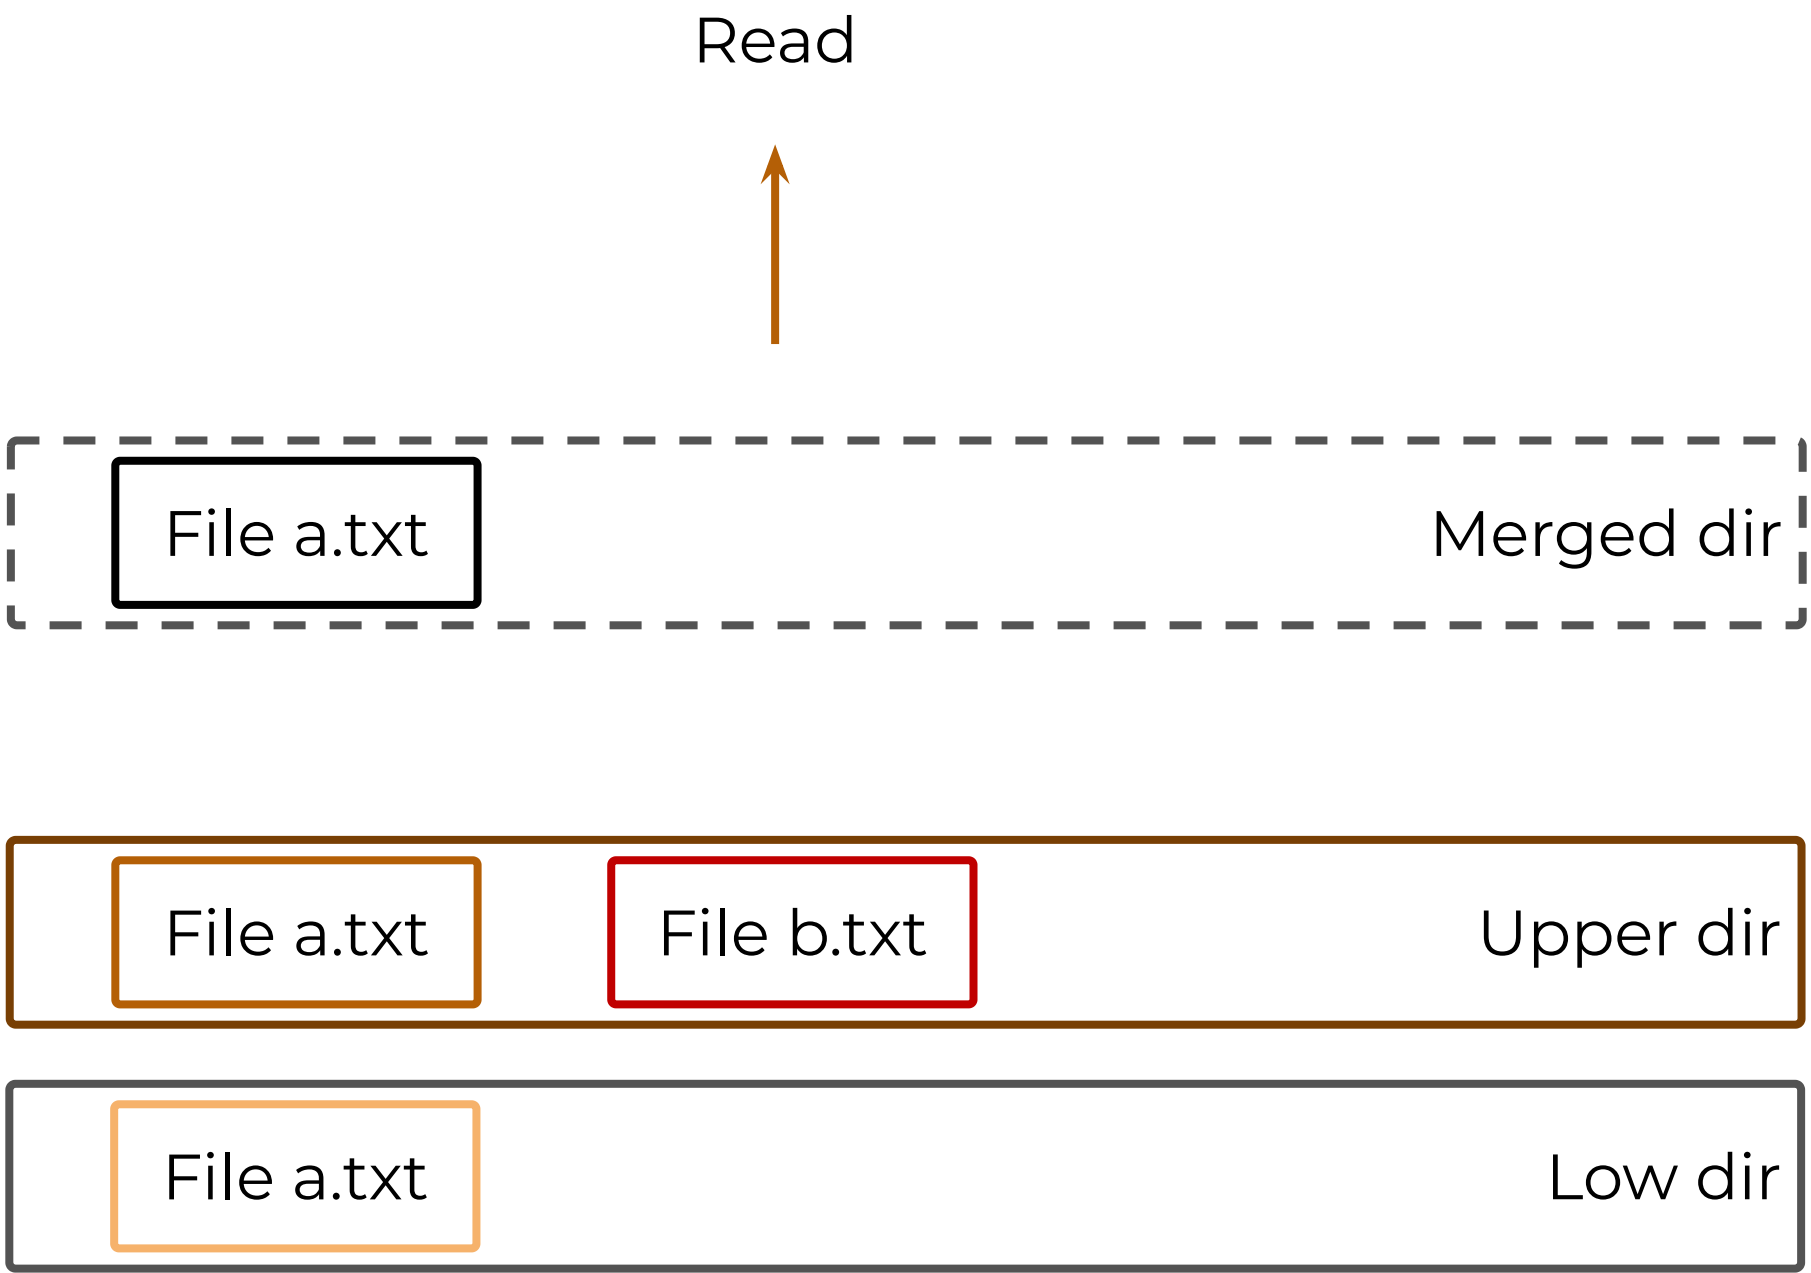 Read
File a.txt
Merged dir
File a.txt
File b.txt
Upper dir
File a.txt
Low dir